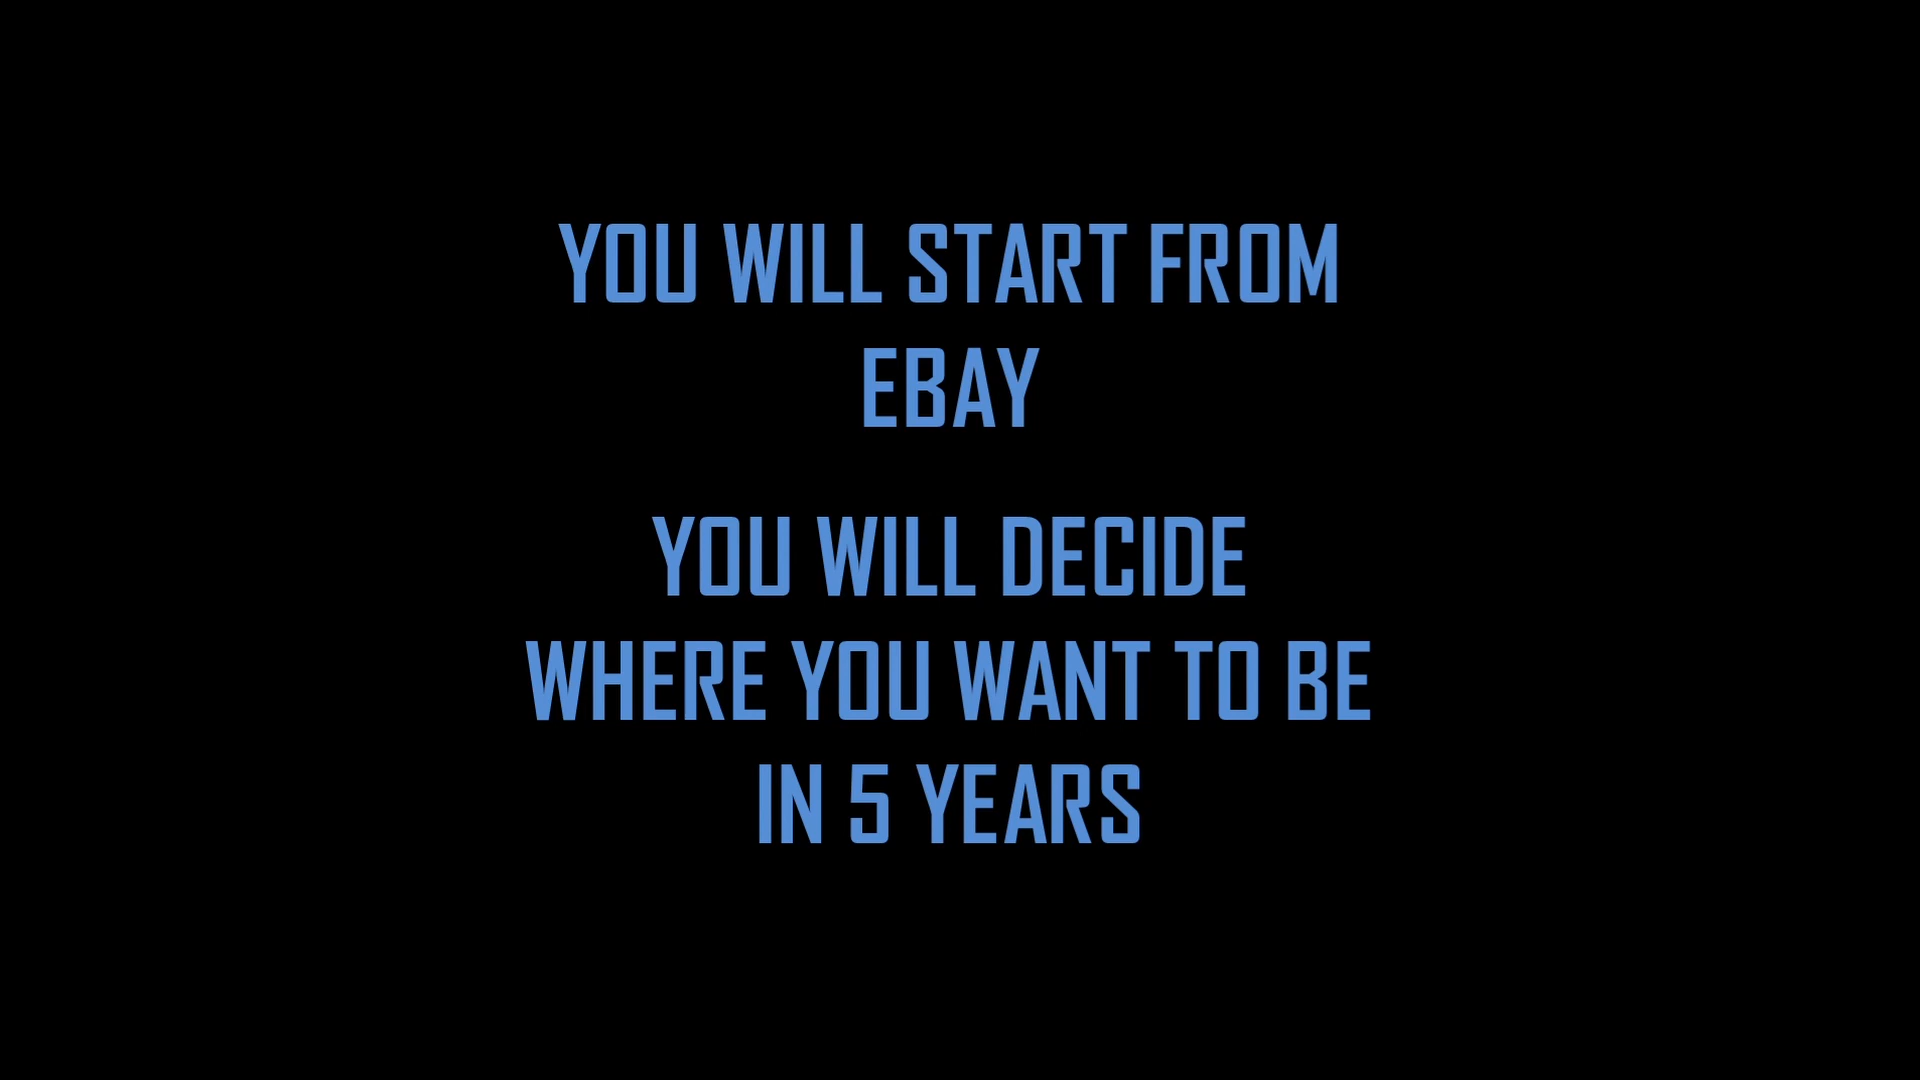 YOU WILL START FROM
EBAY
YOU WILL DECIDE
WHERE YOU WANT TO BE
IN 5 YEARS